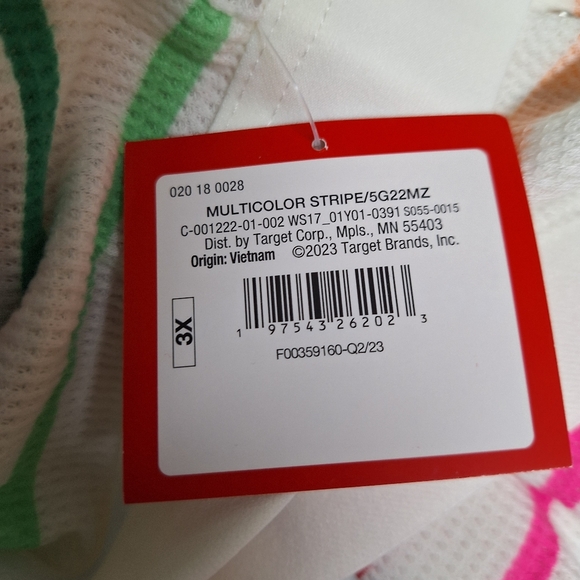 020 18 0028
MULTICOLOR STRIPE/5G22MZ
C-001222-01-002 WS17_01Y01-0391 S055-0015
Dist. by Target Corp., Mpls., MN 55403
Origin: Vietnam ©2023 Target Brands, Inc.
3X
1 97543 26202 3
F00359160-Q2/23